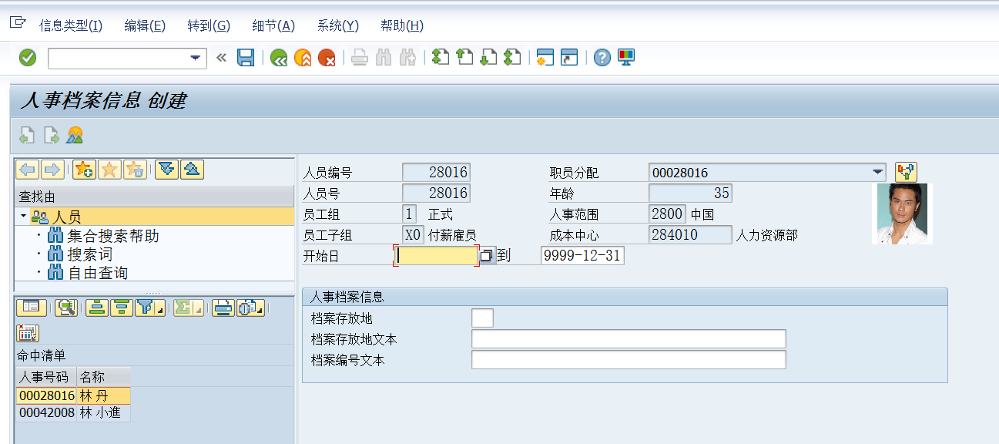 信息类型(I) 编辑(E) 转到(G) 细节(A) 系统(Y) 帮助(H)
人事档案信息 创建
查找由
人员
集合搜索帮助
搜索词
自由查询
命中清单
人事号码 名称
00028016 林 丹
00042008 林 小進
人员编号 28016 职员分配 00028016
人员号 28016 年龄 35
员工组 1 正式 人事范围 2800 中国
员工子组 X0 付薪雇员 成本中心 284010 人力资源部
开始日 到 9999-12-31
人事档案信息
档案存放地
档案存放地文本
档案编号文本